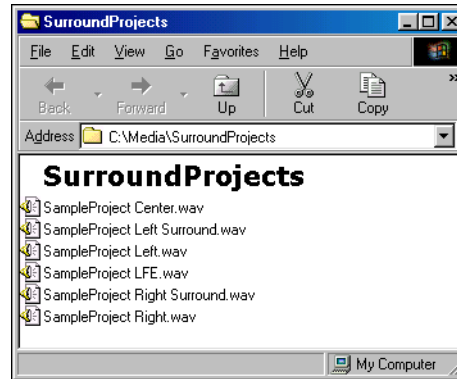 SurroundProjects
File Edit View Go Favorites Help
Back Forward Up Cut Copy »
Address C:\Media\SurroundProjects
SurroundProjects
SampleProject Center.wav
SampleProject Left Surround.wav
SampleProject Left.wav
SampleProject LFE.wav
SampleProject Right Surround.wav
SampleProject Right.wav
My Computer